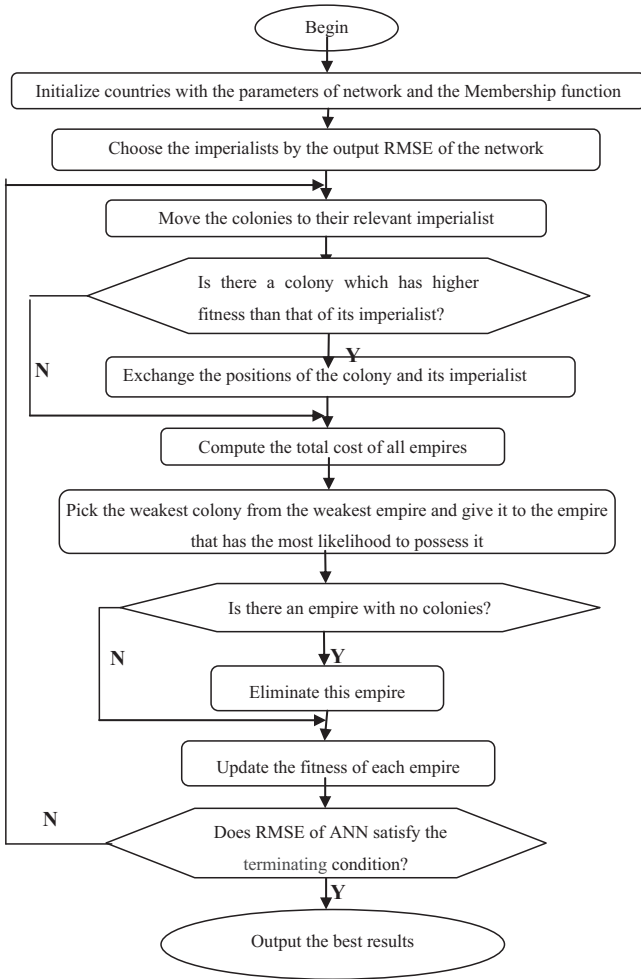 Begin
Initialize countries with the parameters of network and the Membership function
Choose the imperialists by the output RMSE of the network
Move the colonies to their relevant imperialist
Is there a colony which has higher
fitness than that of its imperialist?
Y
N
Exchange the positions of the colony and its imperialist
Compute the total cost of all empires
Pick the weakest colony from the weakest empire and give it to the empire
that has the most likelihood to possess it
Is there an empire with no colonies?
N
Y
Eliminate this empire
Update the fitness of each empire
N
Does RMSE of ANN satisfy the
terminating condition?
Y
Output the best results